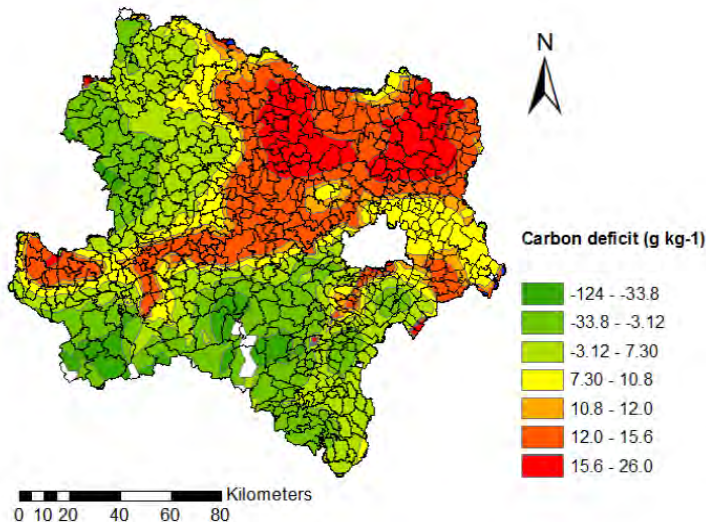 N
Carbon deficit (g kg-1)
-124 - -33.8
-33.8 - -3.12
-3.12 - 7.30
7.30 - 10.8
10.8 - 12.0
12.0 - 15.6
15.6 - 26.0
Kilometers
0 10 20 40 60 80